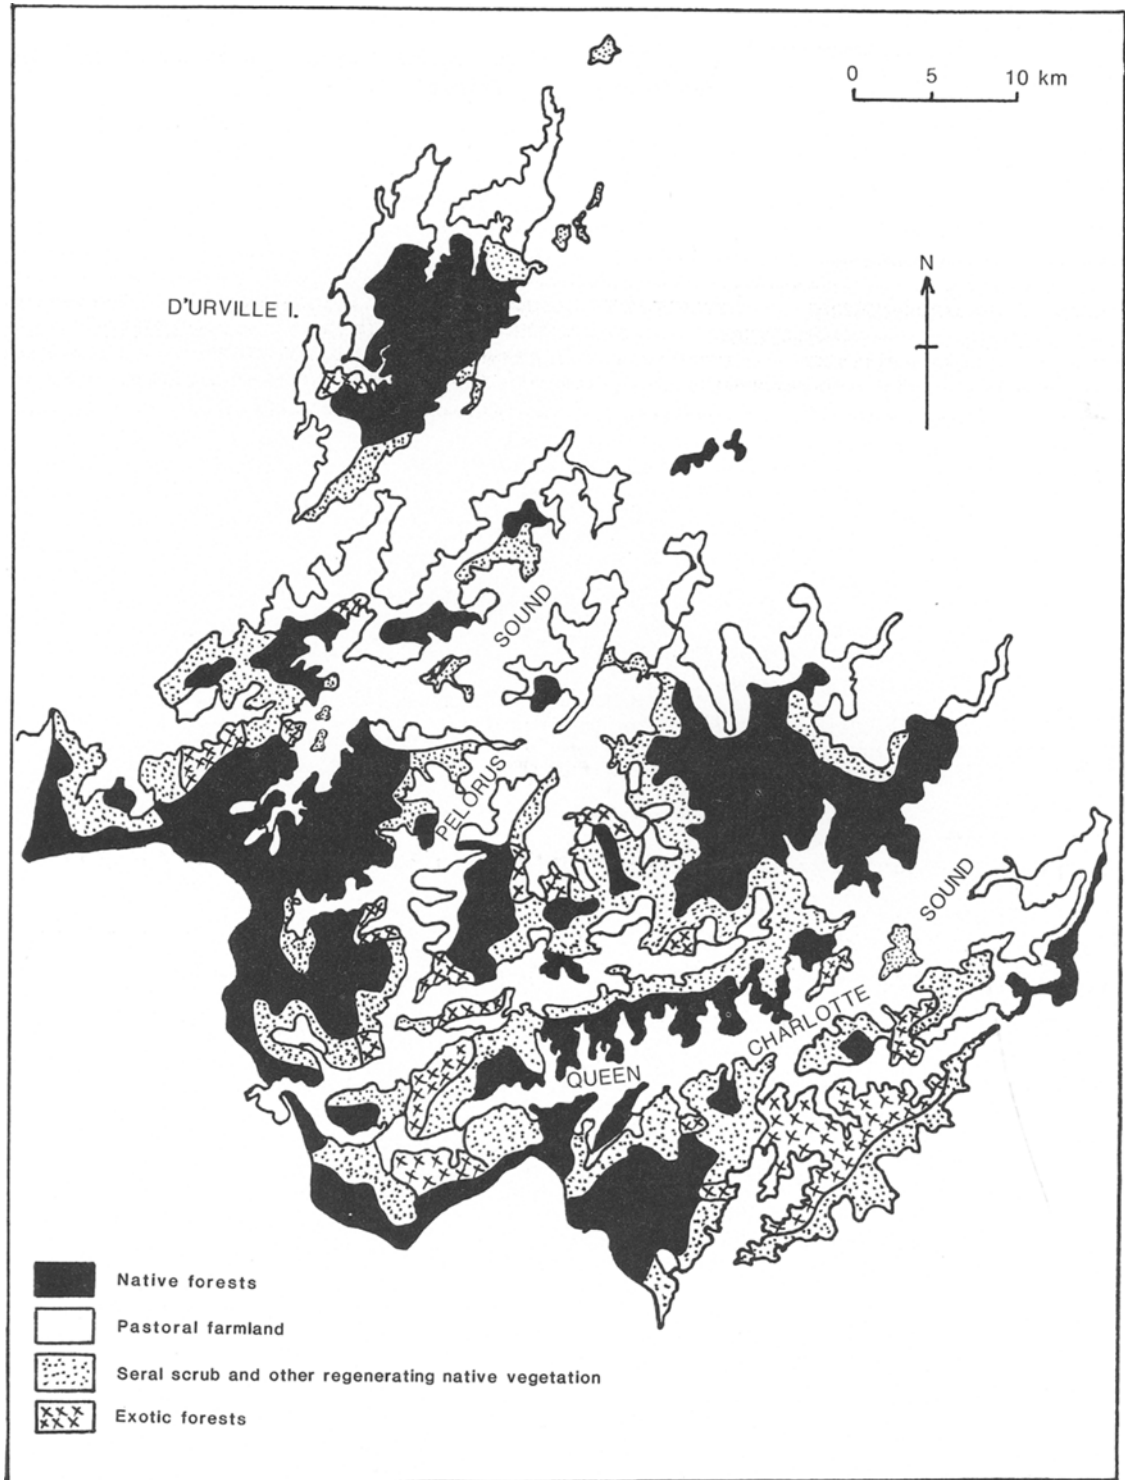 0 5 10 km
N
D'URVILLE I.
SOUND
PELORUS
SOUND
CHARLOTTE
QUEEN
Native forests
Pastoral farmland
Seral scrub and other regenerating native vegetation
Exotic forests